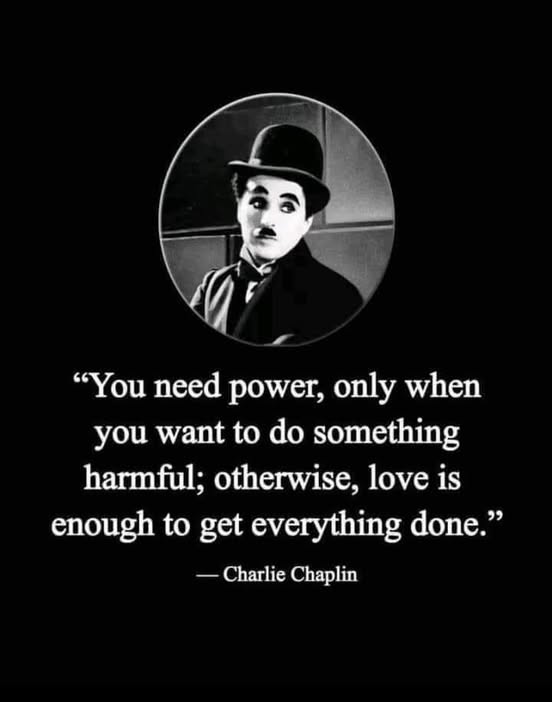 “You need power, only when
you want to do something
harmful; otherwise, love is
enough to get everything done.”
— Charlie Chaplin